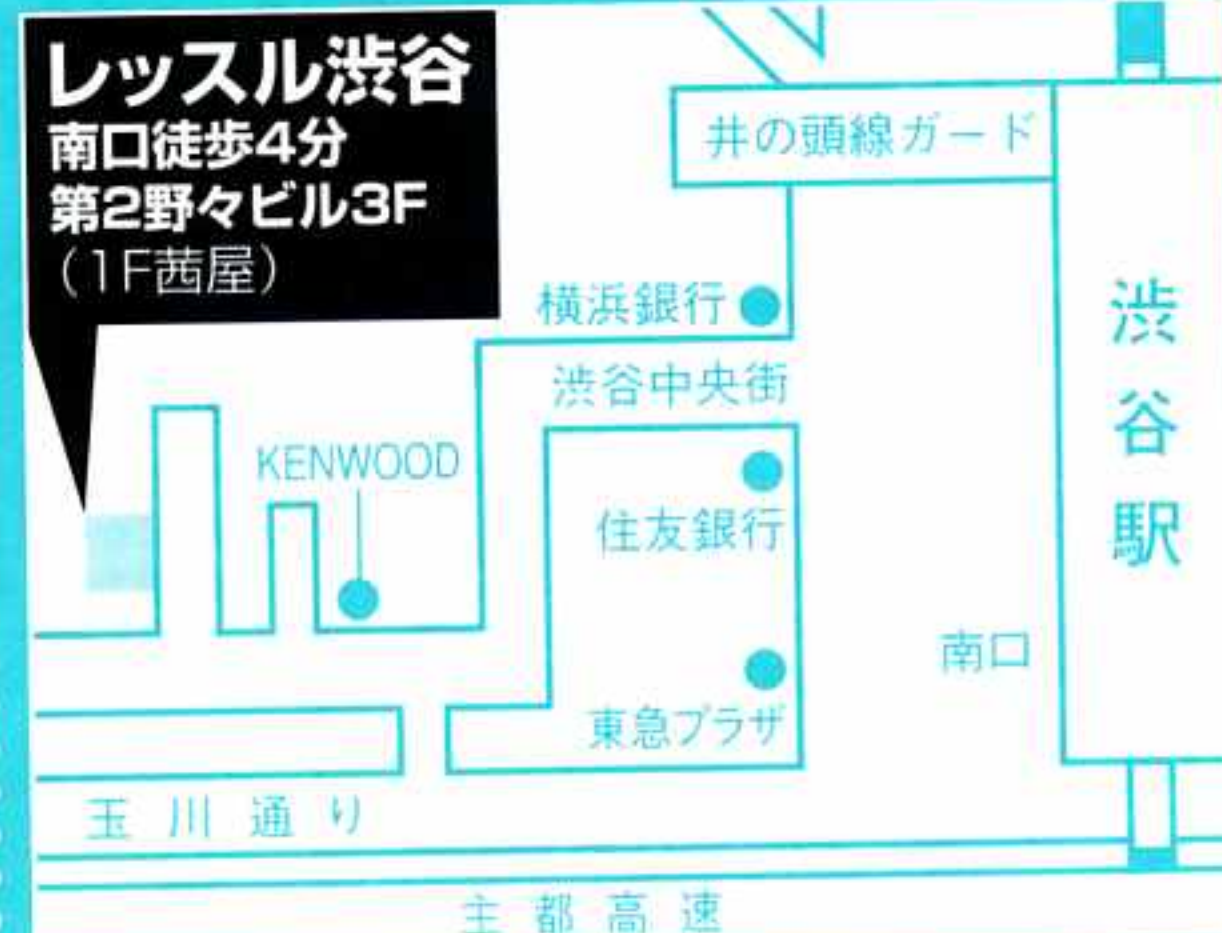 レッスル渋谷
南口徒歩4分
第2野々ビル3F
（1F茜屋）
井の頭線ガード
横浜銀行
渋谷中央街
KENWOOD
住友銀行
渋谷駅
南口
東急プラザ
玉川通り
主都高速